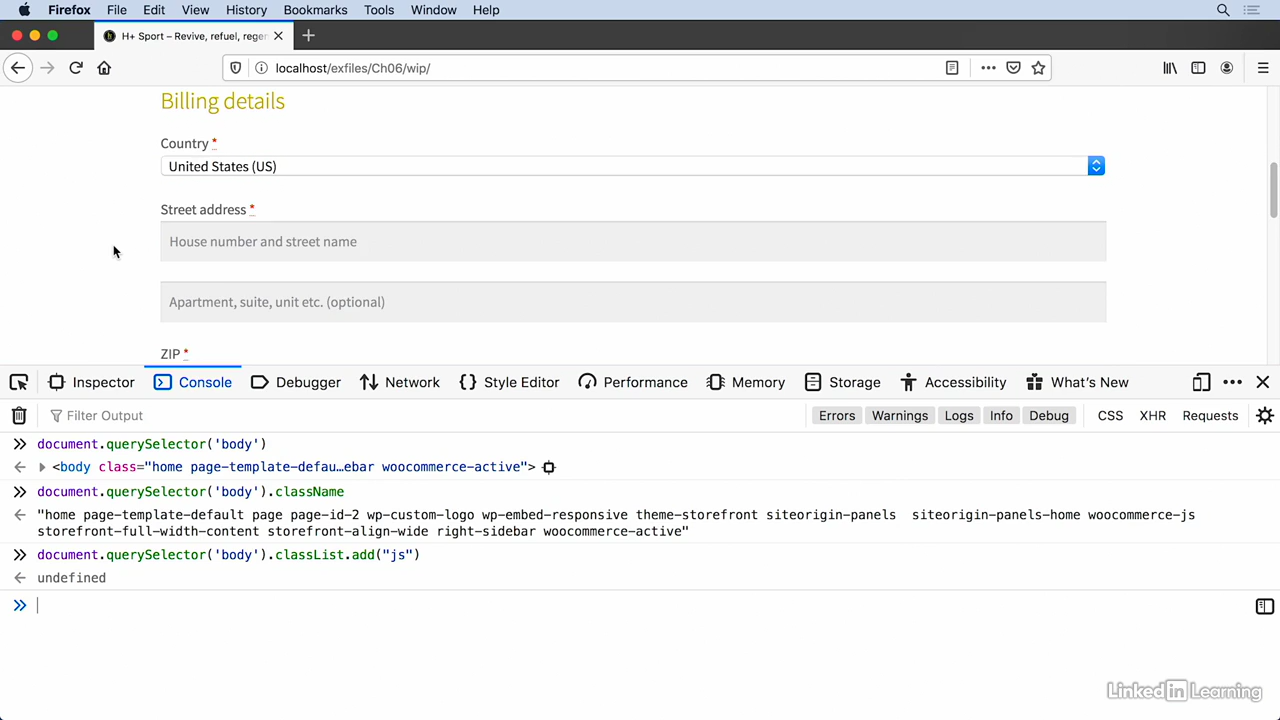 Firefox File Edit View History Bookmarks Tools Window Help
H+ Sport – Revive, refuel, rege
localhost/exfiles/Ch06/wip/
Billing details
Country *
United States (US)
Street address *
House number and street name
Apartment, suite, unit etc. (optional)
ZIP *
Inspector Console Debugger Network Style Editor Performance Memory Storage Accessibility What's New
Filter Output Errors Warnings Logs Info Debug CSS XHR Requests
document.querySelector('body')
<body class="home page-template-defau…ebar woocommerce-active">
document.querySelector('body').className
"home page-template-default page page-id-2 wp-custom-logo wp-embed-responsive theme-storefront siteorigin-panels  siteorigin-panels-home woocommerce-js
storefront-full-width-content storefront-align-wide right-sidebar woocommerce-active"
document.querySelector('body').classList.add("js")
undefined
Linked in Learning